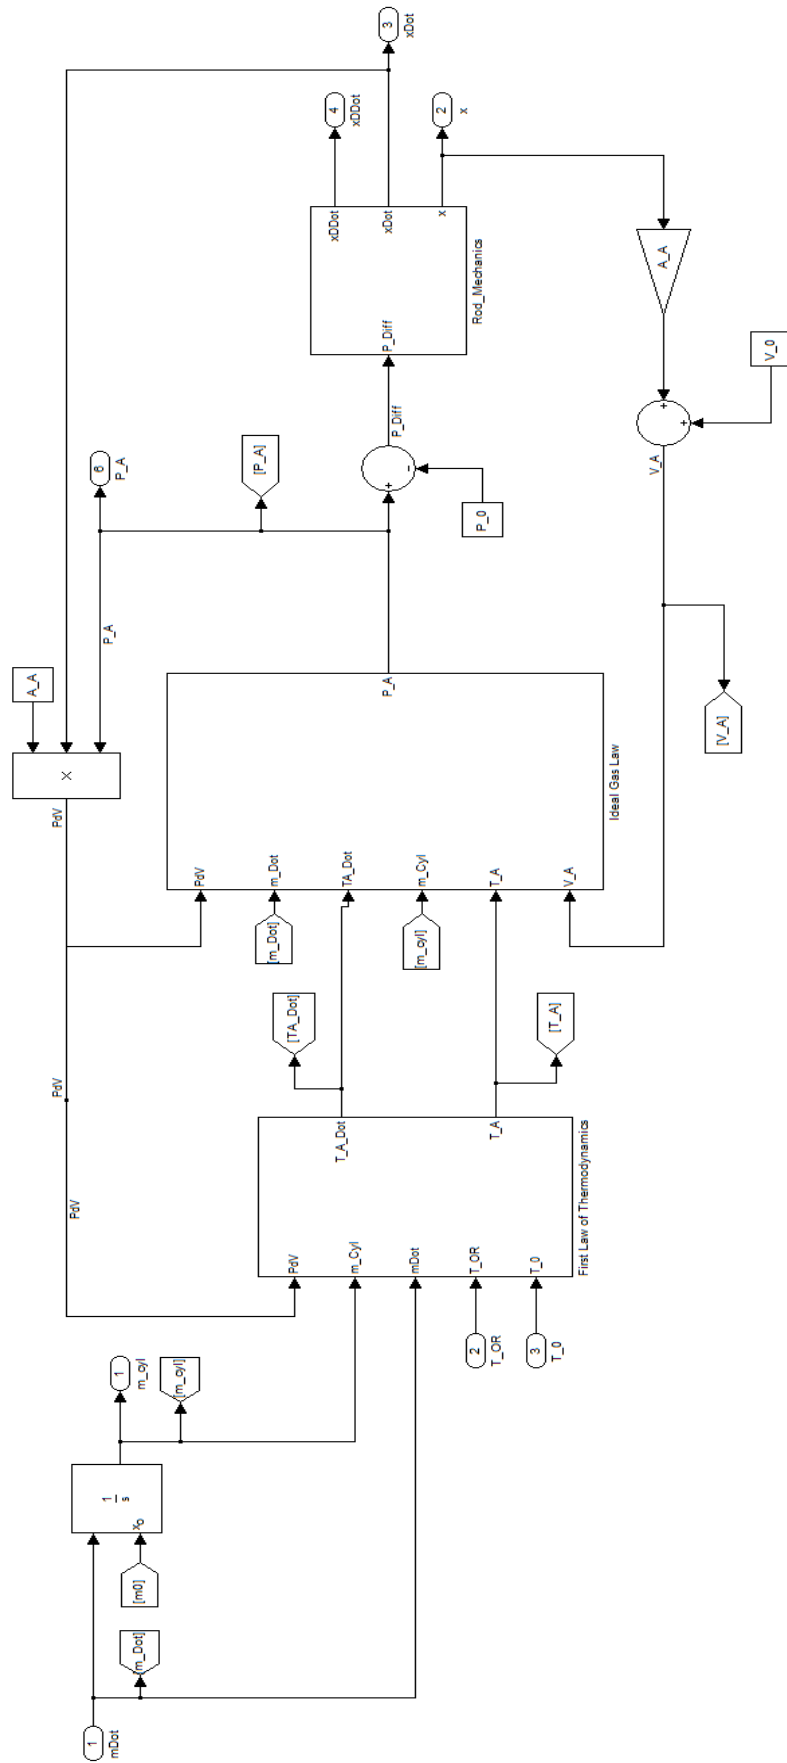 1
mDot
[m_Dot]
[m0]
1
s
xo
1
m_cyl
[m_cyl]
PdV
m_Cyl
mDot
T_OR
T_0
T_A_Dot
T_A
First Law of Thermodynamics
2
T_OR
3
T_0
PdV
PdV
PdV
[TA_Dot]
[T_A]
X
A_A
PdV
m_Dot
TA_Dot
m_Cyl
T_A
V_A
P_A
Ideal Gas Law
[m_Dot]
[m_cyl]
P_A
6
P_A
[P_A]
+
-
P_0
P_Diff
P_Diff
xDDot
xDot
x
Rod_Mechanics
4
xDDot
3
xDot
2
x
A_A
+
+
V_0
V_A
[V_A]